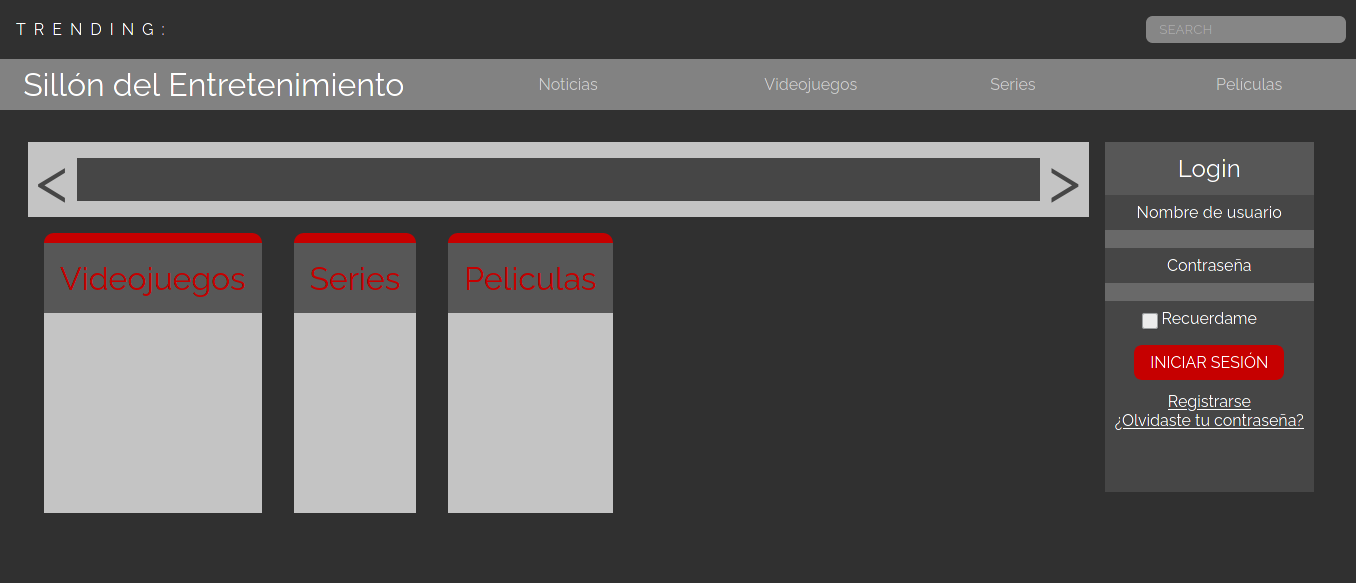 TRENDING:
SEARCH
Sillón del Entretenimiento
Noticias
Videojuegos
Series
Películas
<
>
Login
Nombre de usuario
Contraseña
Recuerdame
INICIAR SESIÓN
Registrarse
¿Olvidaste tu contraseña?
Videojuegos
Series
Peliculas